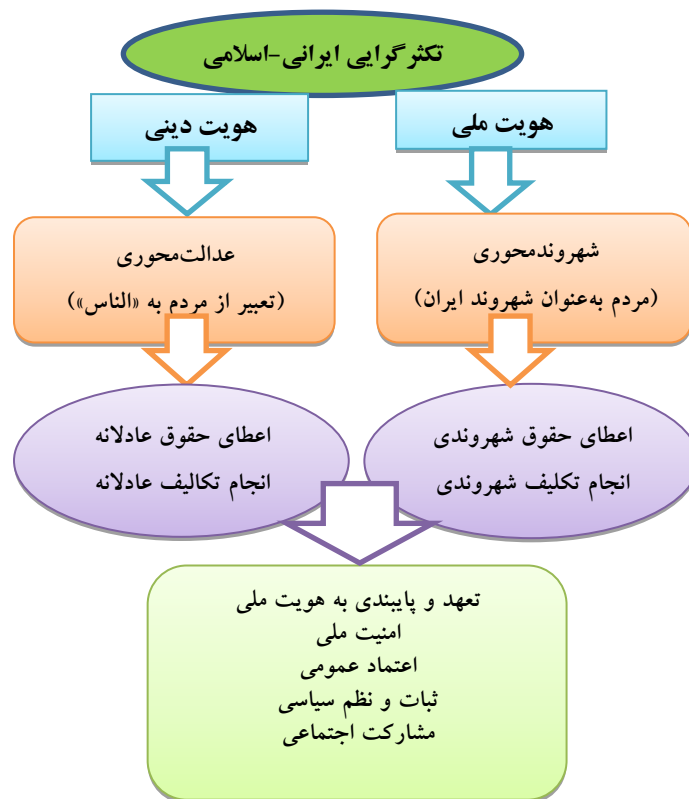 تکثرگرایی ایرانی-اسلامی
هویت ملی
هویت دینی
شهروندمحوری
(مردم به‌عنوان شهروند ایران)
عدالت‌محوری
(تعبیر از مردم به «الناس»)
اعطای حقوق شهروندی
انجام تکلیف شهروندی
اعطای حقوق عادلانه
انجام تکالیف عادلانه
تعهد و پایبندی به هویت ملی
امنیت ملی
اعتماد عمومی
ثبات و نظم سیاسی
مشارکت اجتماعی